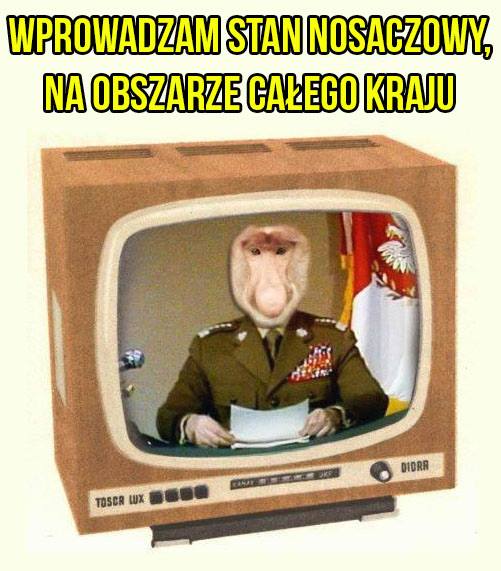 WPROWADZAM STAN NOSACZOWY,
NA OBSZARZE CAŁEGO KRAJU
TOSCA LUX
DIORA